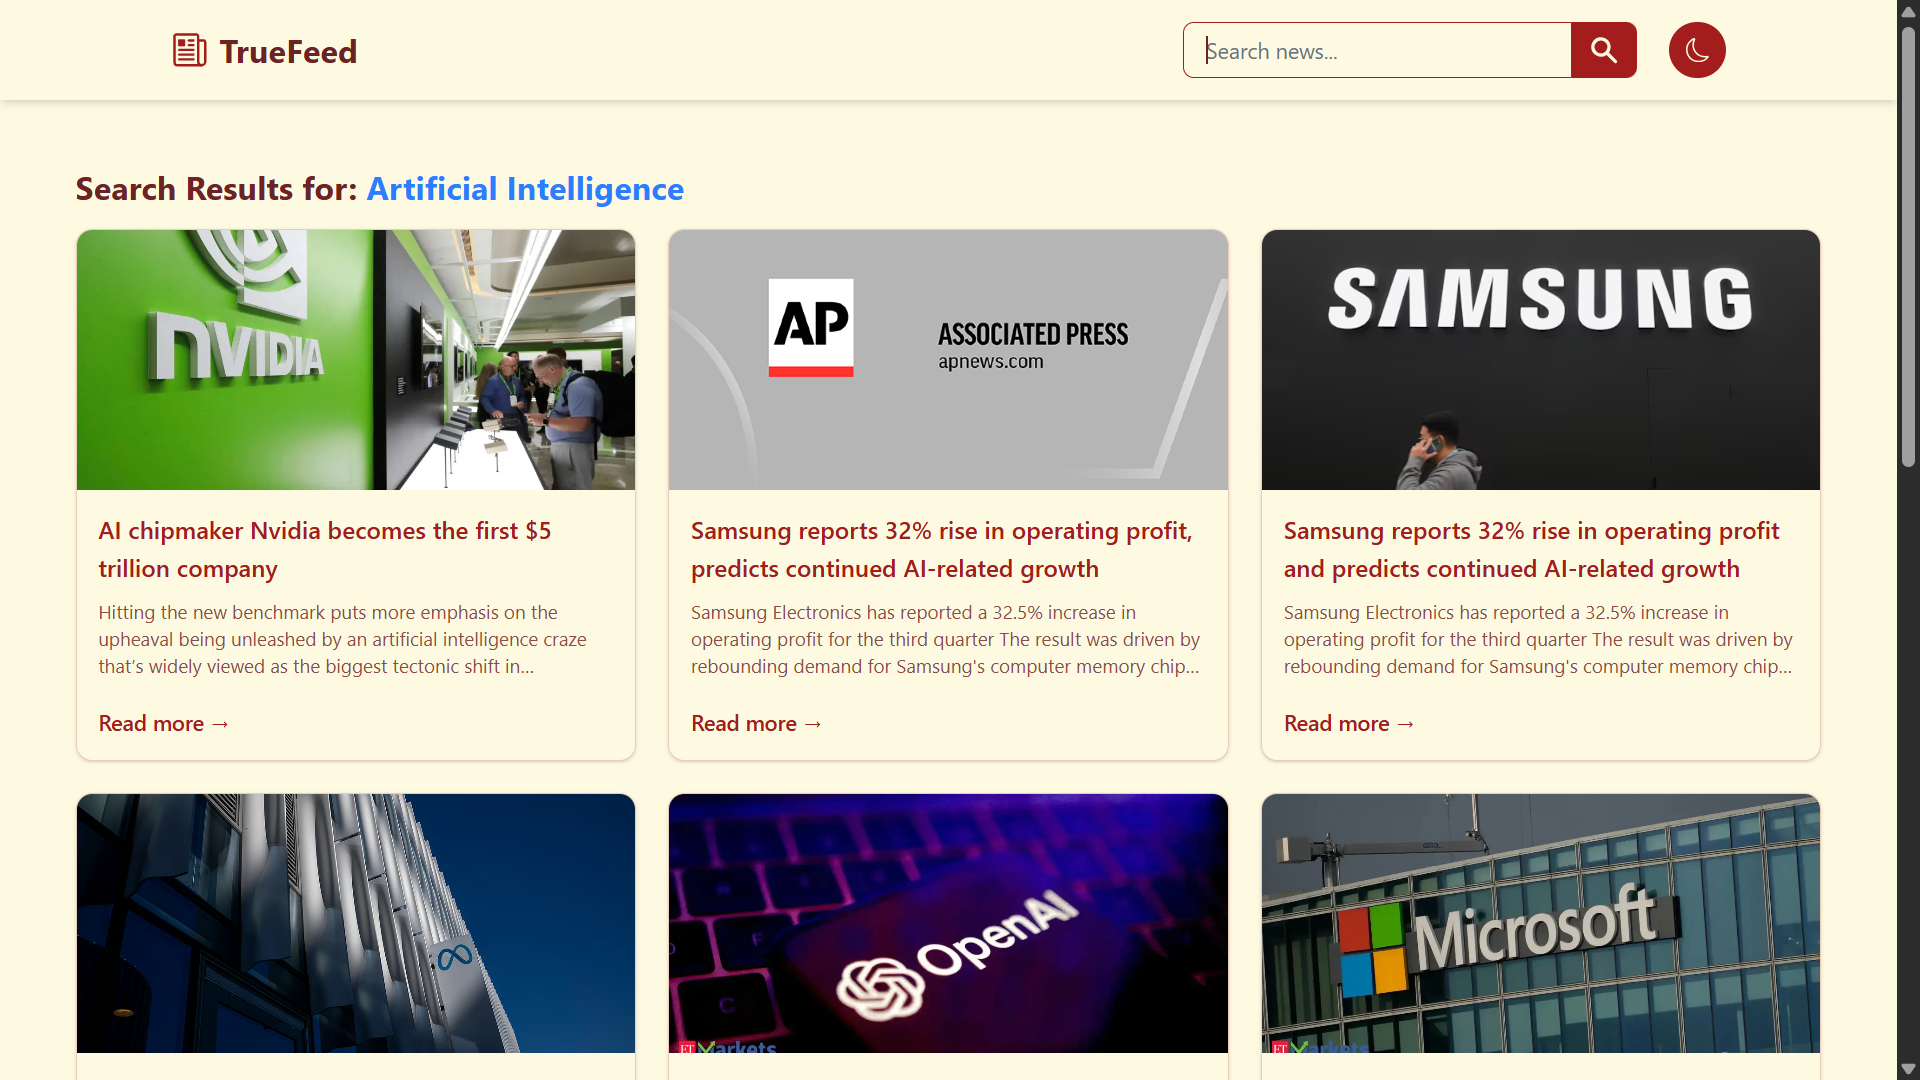 TrueFeed
Search news...
Search Results for: Artificial Intelligence
NVIDIA
AP
ASSOCIATED PRESS
apnews.com
SAMSUNG
AI chipmaker Nvidia becomes the first $5
trillion company
Hitting the new benchmark puts more emphasis on the
upheaval being unleashed by an artificial intelligence craze
that's widely viewed as the biggest tectonic shift in...
Read more →
Samsung reports 32% rise in operating profit,
predicts continued AI-related growth
Samsung Electronics has reported a 32.5% increase in
operating profit for the third quarter The result was driven by
rebounding demand for Samsung's computer memory chip...
Read more →
Samsung reports 32% rise in operating profit
and predicts continued AI-related growth
Samsung Electronics has reported a 32.5% increase in
operating profit for the third quarter The result was driven by
rebounding demand for Samsung's computer memory chip...
Read more →
OpenAI
F
C
ET Markets
Microsoft
ET Markets